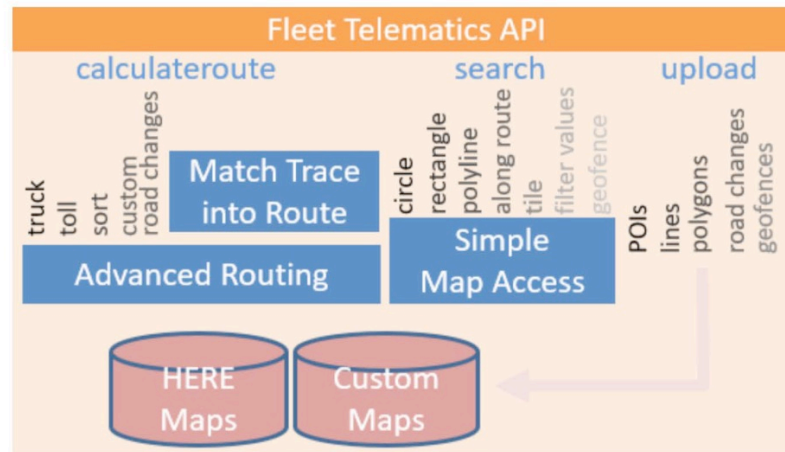 Fleet Telematics API
calculateroute
search
upload
truck
toll
sort
custom
road changes
Match Trace
into Route
Advanced Routing
circle
rectangle
polyline
along route
tile
filter values
geofence
Simple
Map Access
POIs
lines
polygons
road changes
geofences
HERE
Maps
Custom
Maps